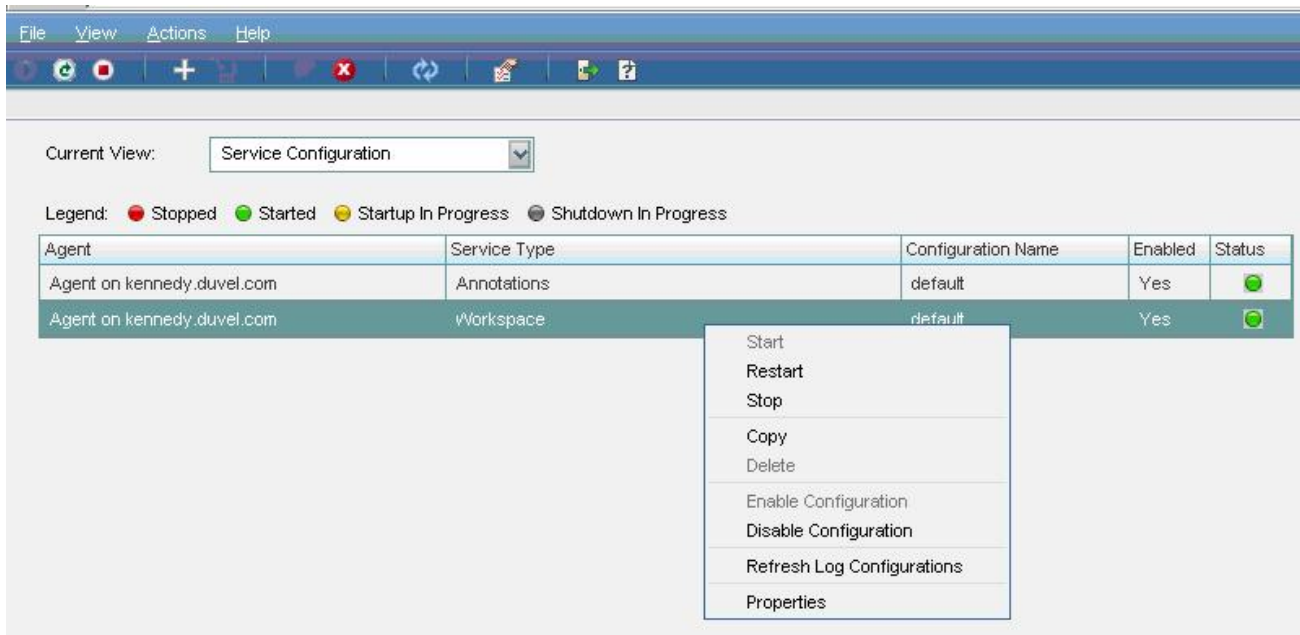 File View Actions Help
Current View: Service Configuration
Legend: Stopped Started Startup In Progress Shutdown In Progress
Agent Service Type Configuration Name Enabled Status
Agent on kennedy.duvel.com Annotations default Yes
Agent on kennedy.duvel.com Workspace default Yes
Start
Restart
Stop
Copy
Delete
Enable Configuration
Disable Configuration
Refresh Log Configurations
Properties